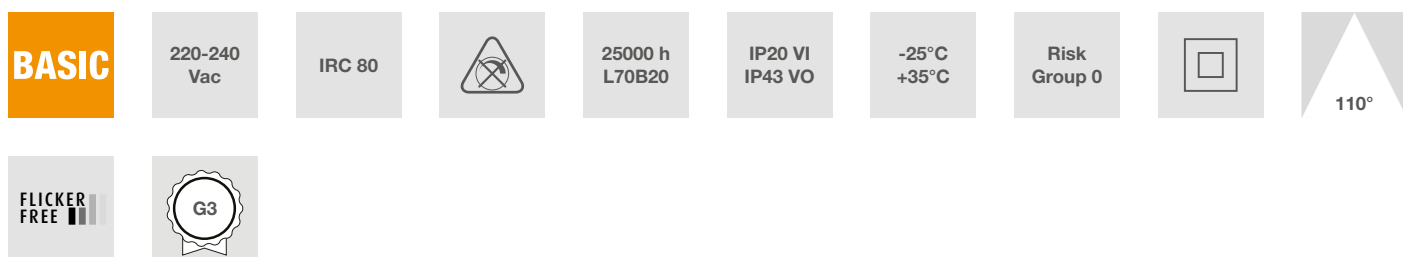 BASIC
220-240
Vac
IRC 80
25000 h
L70B20
IP20 VI
IP43 VO
-25°C
+35°C
Risk
Group 0
110°
FLICKER
FREE
G3